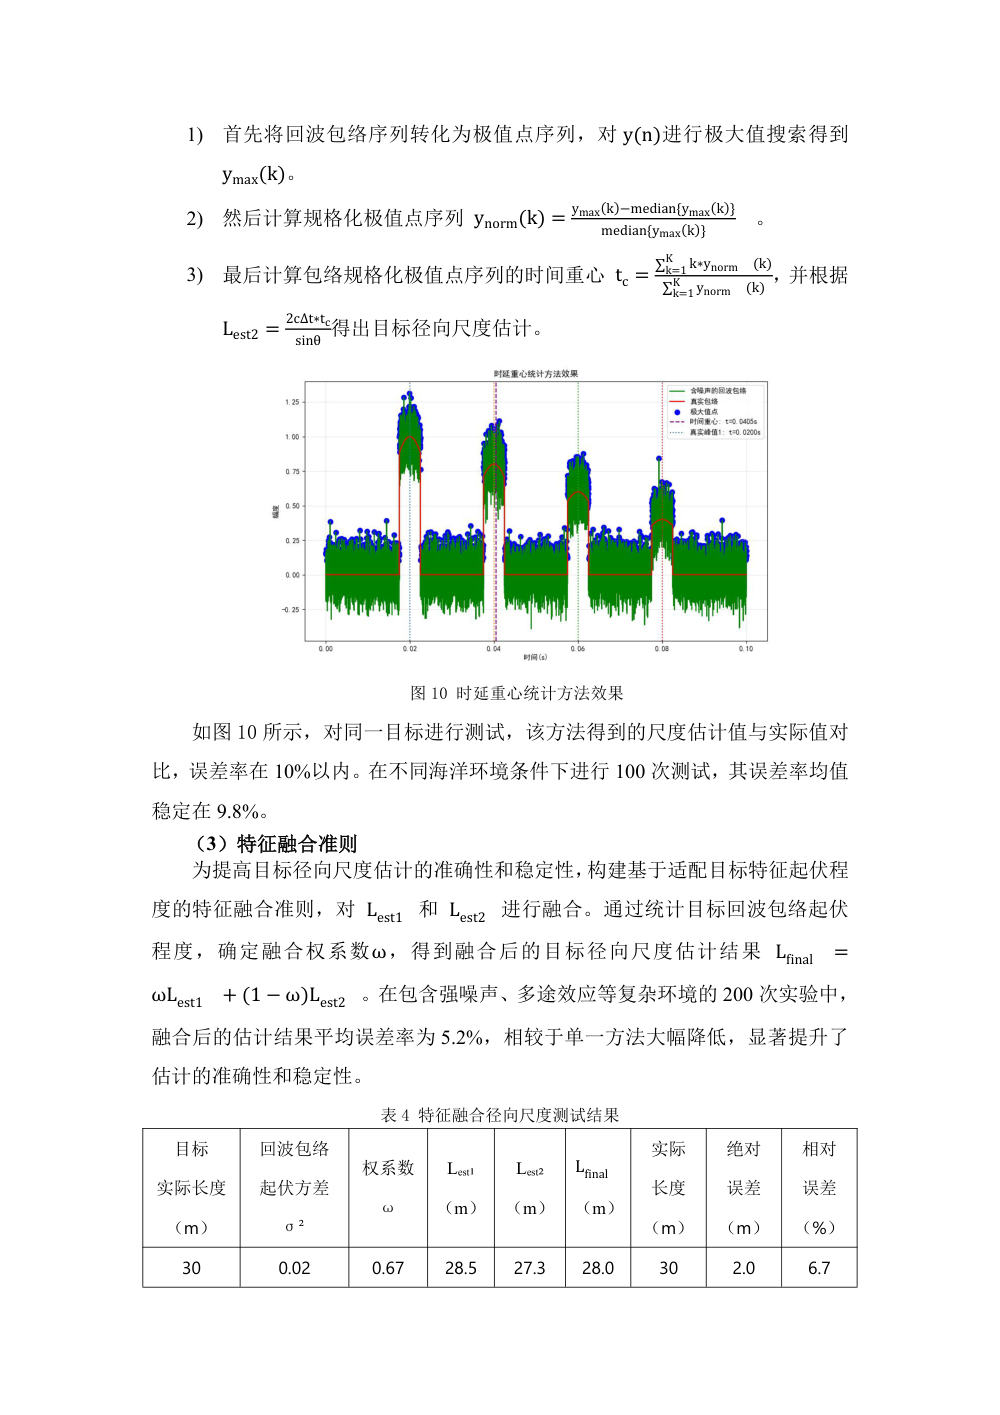 1) 首先将回波包络序列转化为极值点序列，对 y(n)进行极大值搜索得到
y_max(k)。
2) 然后计算规格化极值点序列 y_norm(k) = (y_max(k)−median{y_max(k)}) / (median{y_max(k)}) 。
3) 最后计算包络规格化极值点序列的时间重心 t_c = (∑_{k=1}^{K} k∗y_norm (k)) / (∑_{k=1}^{K} y_norm (k))，并根据
L_est2 = (2cΔt∗t_c) / (sinθ)得出目标径向尺度估计。
时延重心统计方法效果
含噪声的回波包络
真实包络
极大值点
时间重心: t=0.0405s
真实峰值1: t=0.0200s
幅度
1.25
1.00
0.75
0.50
0.25
0.00
-0.25
0.00 0.02 0.04 0.06 0.08 0.10
时间(s)
图 10 时延重心统计方法效果
如图 10 所示，对同一目标进行测试，该方法得到的尺度估计值与实际值对
比，误差率在 10%以内。在不同海洋环境条件下进行 100 次测试，其误差率均值
稳定在 9.8%。
（3）特征融合准则
为提高目标径向尺度估计的准确性和稳定性，构建基于适配目标特征起伏程
度的特征融合准则，对 L_est1 和 L_est2 进行融合。通过统计目标回波包络起伏
程度，确定融合权系数ω，得到融合后的目标径向尺度估计结果 L_final =
ωL_est1 + (1 − ω)L_est2 。在包含强噪声、多途效应等复杂环境的 200 次实验中，
融合后的估计结果平均误差率为 5.2%，相较于单一方法大幅降低，显著提升了
估计的准确性和稳定性。
表 4 特征融合径向尺度测试结果
目标 实际长度 （m） 回波包络 起伏方差 σ² 权系数 ω L_est1 （m） L_est2 （m） L_final （m） 实际 长度 （m） 绝对 误差 （m） 相对 误差 （%）
30 0.02 0.67 28.5 27.3 28.0 30 2.0 6.7